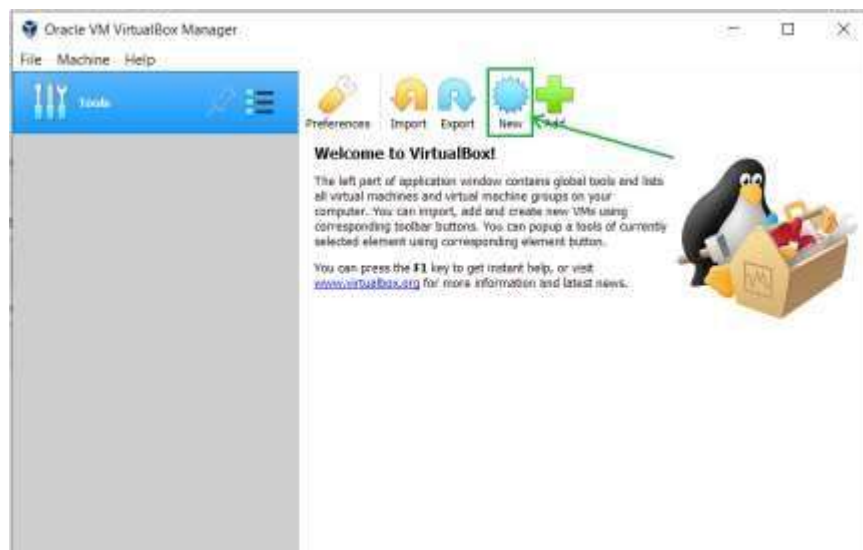 Oracle VM VirtualBox Manager
File Machine Help
Tools
Preferences Import Export New Add
Welcome to VirtualBox!
The left part of application window contains global tools and lists
all virtual machines and virtual machine groups on your
computer. You can import, add and create new VMs using
corresponding toolbar buttons. You can popup a tools of currently
selected element using corresponding element button.
You can press the F1 key to get instant help, or visit
www.virtualbox.org for more information and latest news.
VM